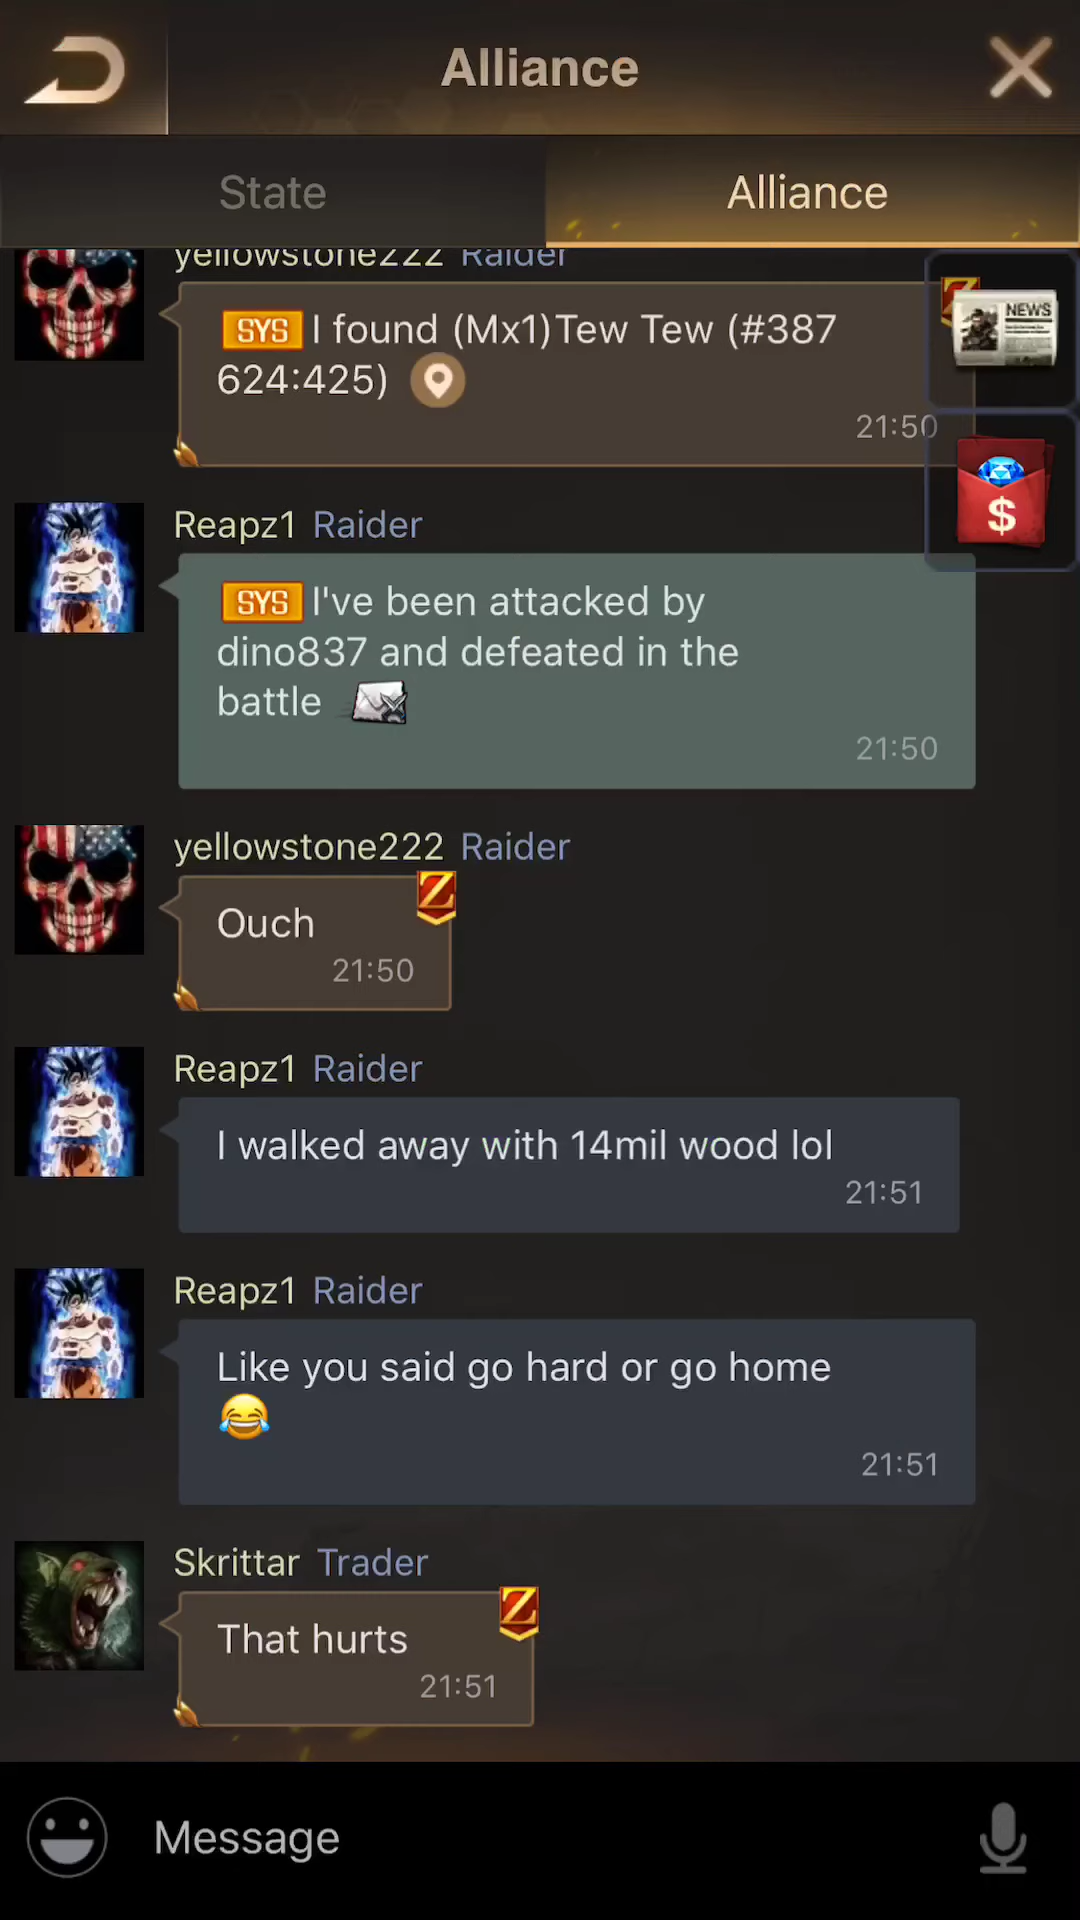 Alliance
State
Alliance
yellowstone222 Raider
SYS I found (Mx1)Tew Tew (#387
624:425)
21:50
NEWS
$
Reapz1 Raider
SYS I've been attacked by
dino837 and defeated in the
battle
21:50
yellowstone222 Raider
Z
Ouch
21:50
Reapz1 Raider
I walked away with 14mil wood lol
21:51
Reapz1 Raider
Like you said go hard or go home
😂
21:51
Skrittar Trader
Z
That hurts
21:51
Message